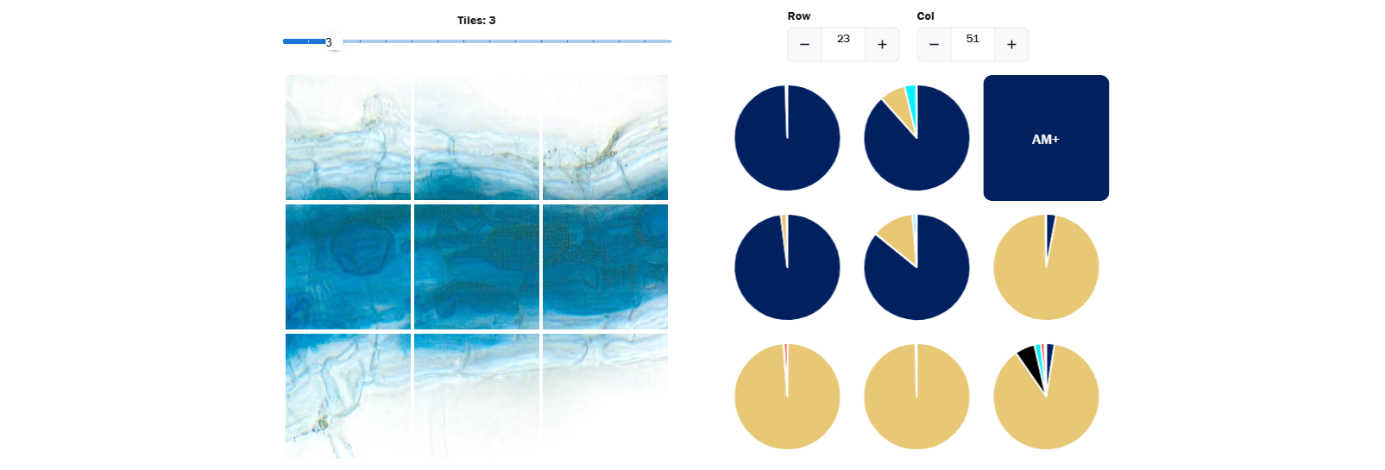 Tiles: 3
3
Row
Col
− 23 +
− 51 +
AM+